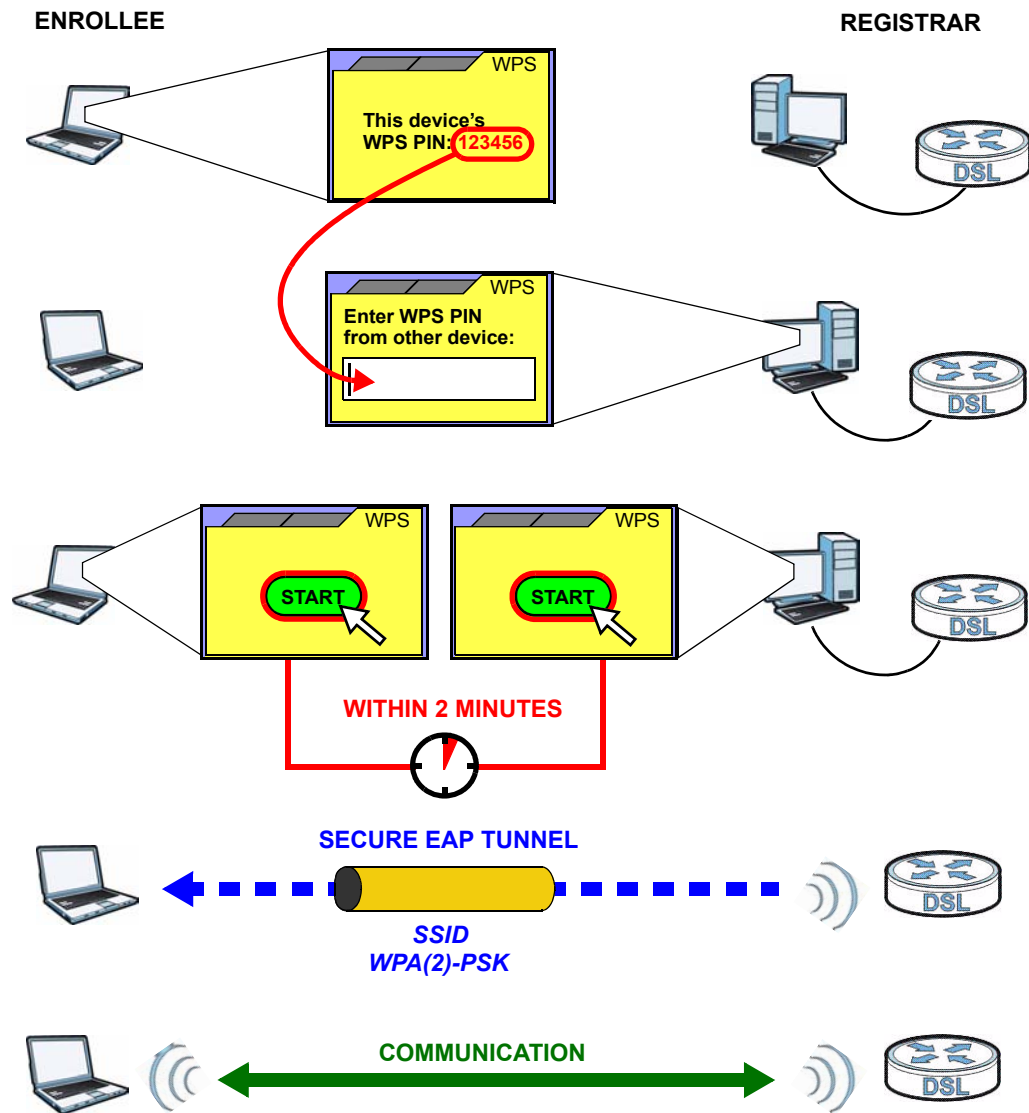 ENROLLEE
REGISTRAR
WPS
This device's
WPS PIN: 123456
DSL
WPS
Enter WPS PIN
from other device:
DSL
WPS
START
WPS
START
DSL
WITHIN 2 MINUTES
SECURE EAP TUNNEL
SSID
WPA(2)-PSK
DSL
COMMUNICATION
DSL